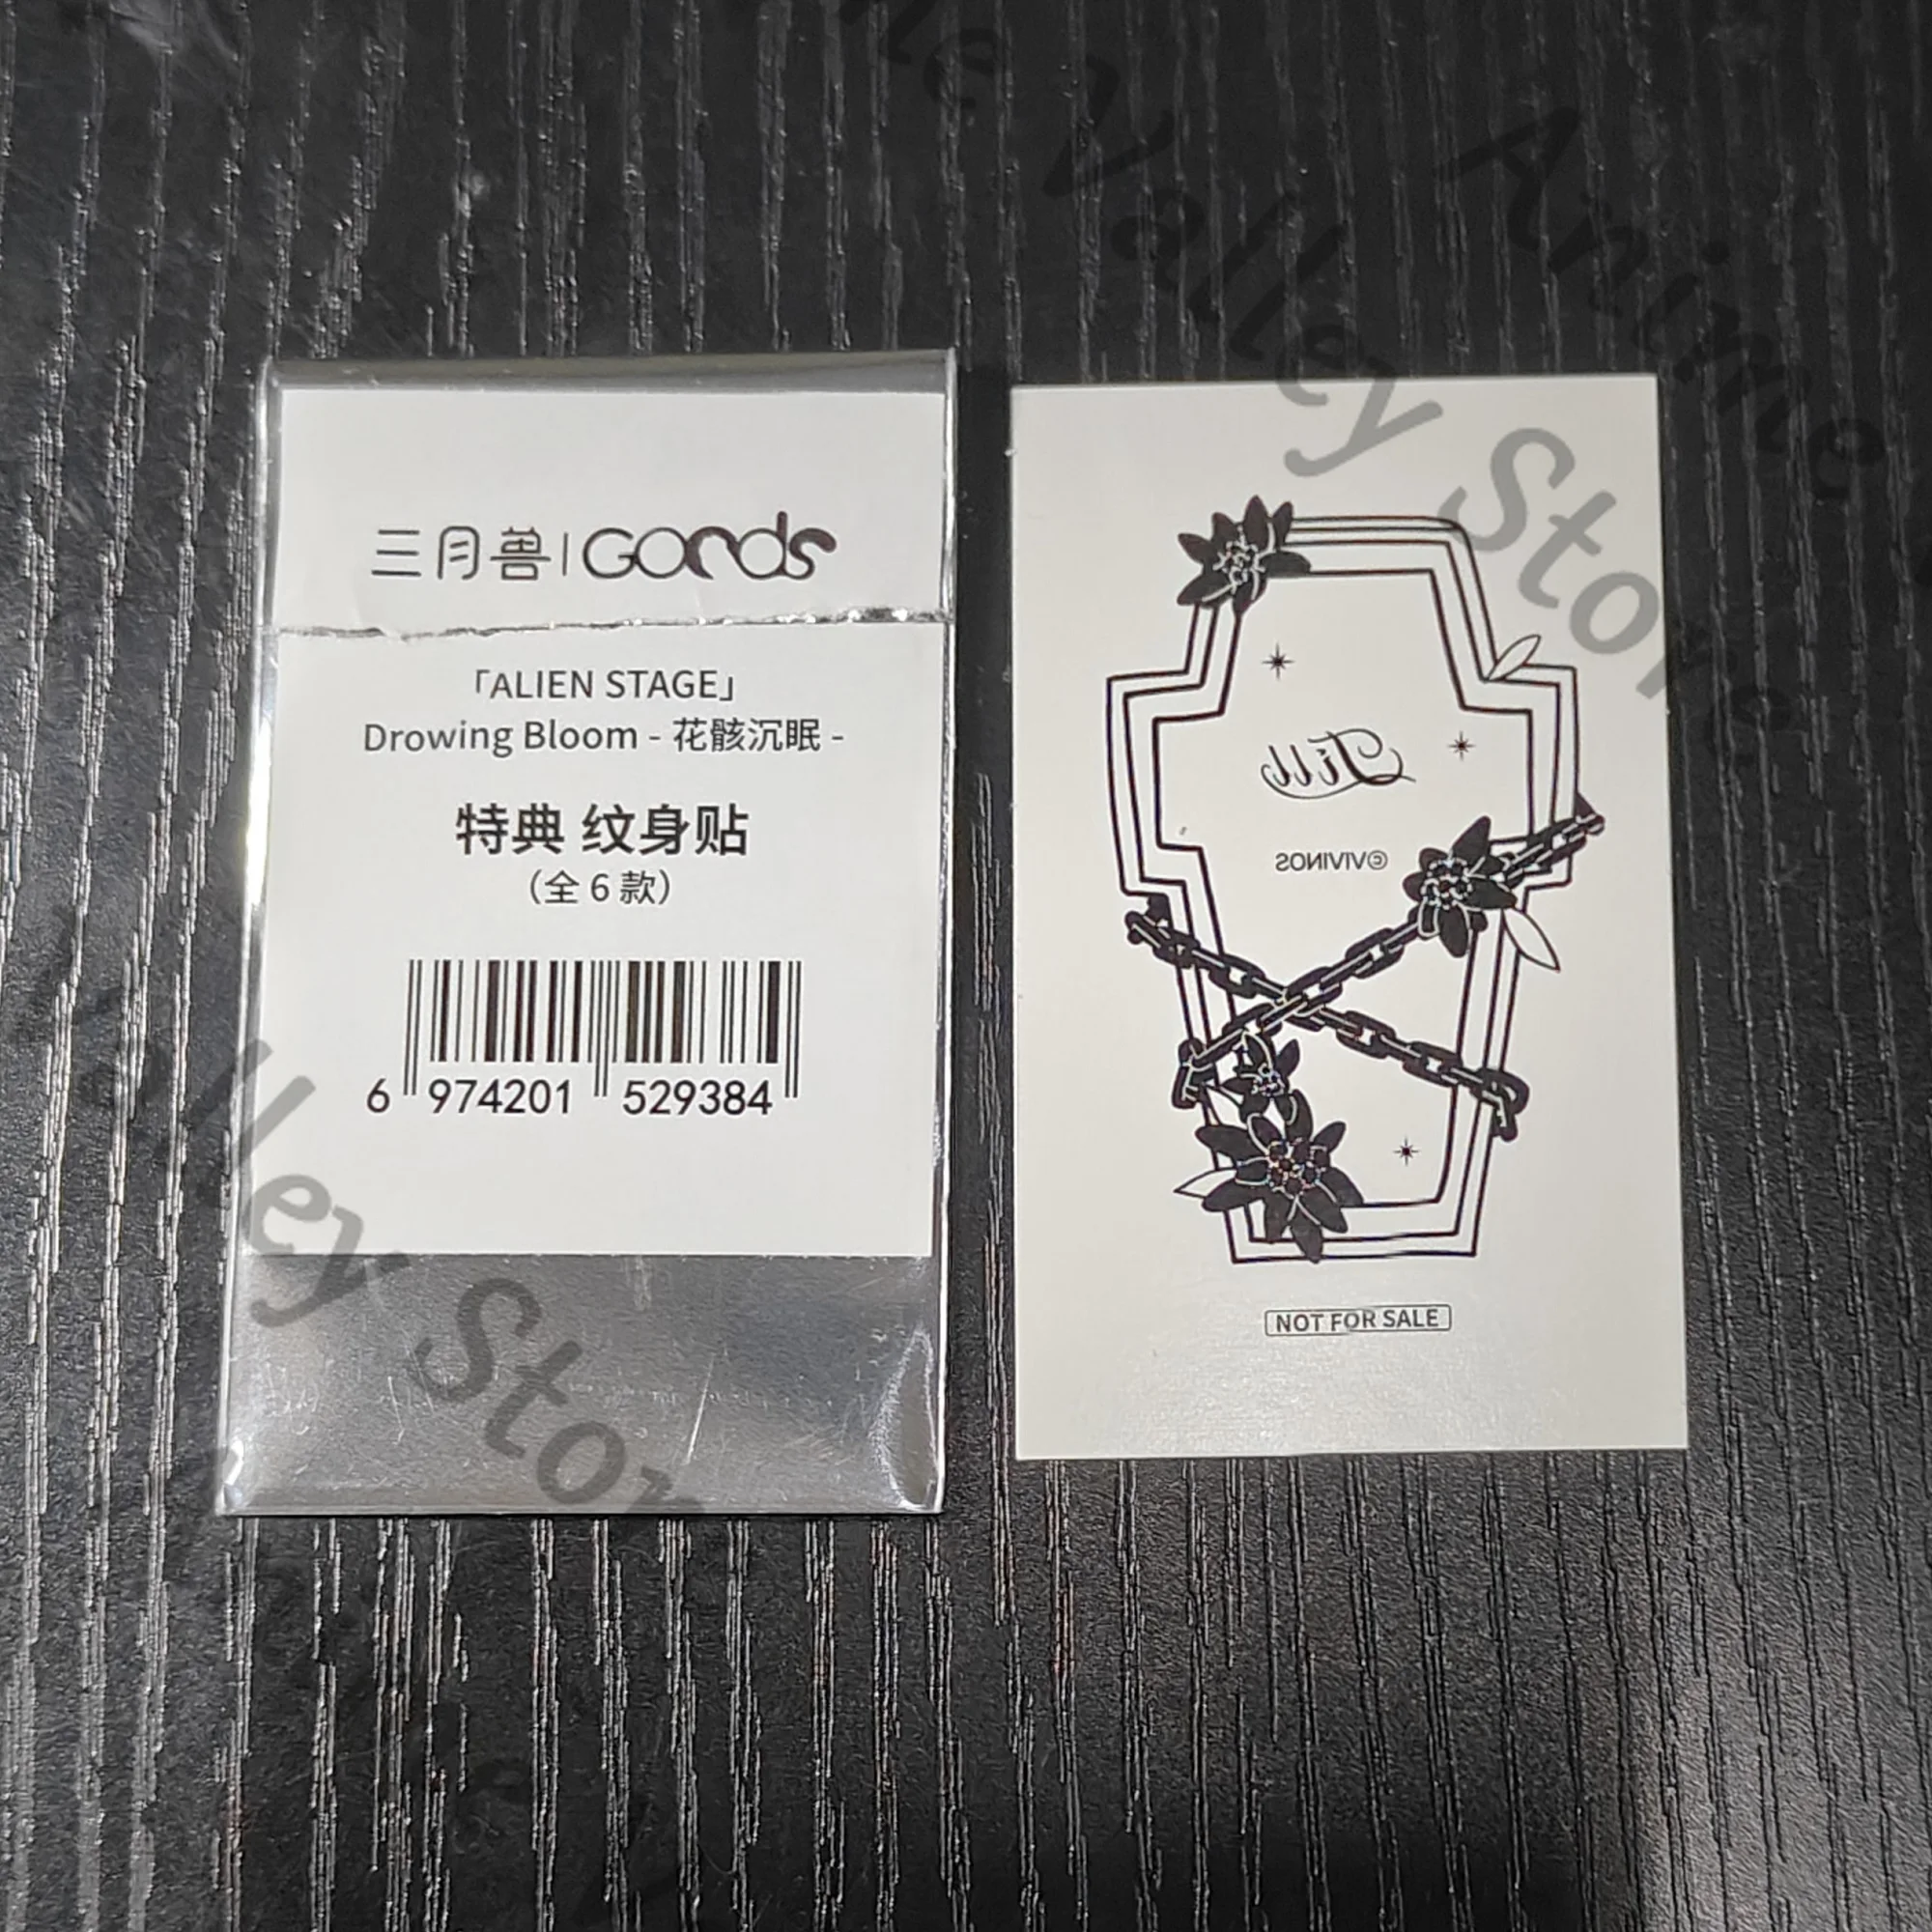 三月兽|Goods
「ALIEN STAGE」
Drowing Bloom - 花骸沉眠 -
特典 纹身贴
（全 6 款）
6 974201 529384
Till
©VIVINOS
NOT FOR SALE
Anime Valley Store
Anime
Valley Store